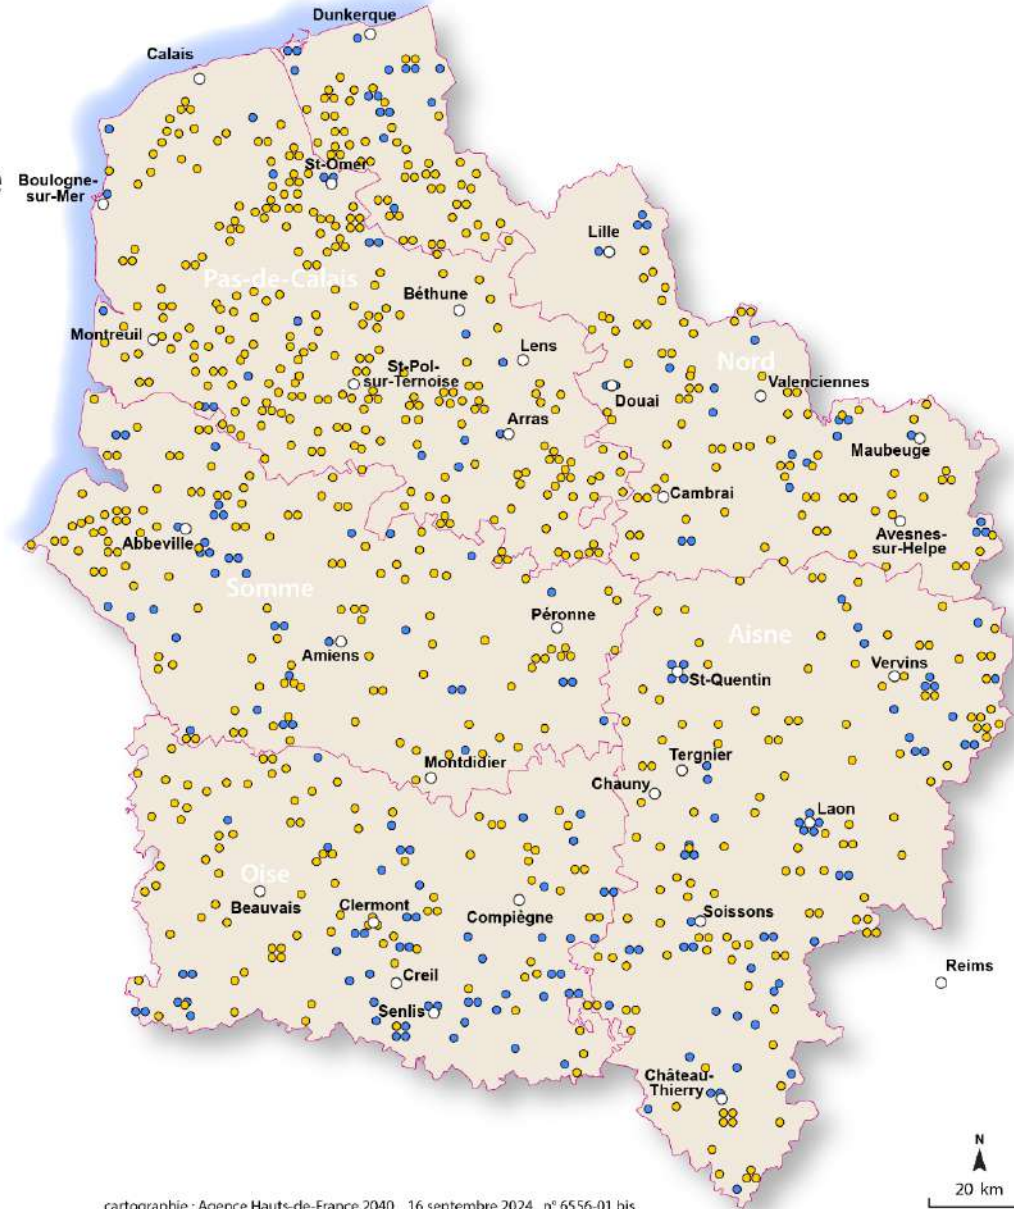 Dunkerque
Calais
St-Omer
Boulogne-
sur-Mer
Lille
Pas-de-Calais
Béthune
Montreuil
Lens
Nord
St-Pol-
sur-Ternoise
Valenciennes
Douai
Arras
Maubeuge
Cambrai
Abbeville
Avesnes-
sur-Helpe
Somme
Péronne
Aisne
Amiens
Vervins
St-Quentin
Montdidier
Tergnier
Chauny
Laon
Oise
Beauvais
Clermont
Compiègne
Soissons
Creil
Reims
Senlis
Château-
Thierry
N
20 km
cartographie : Agence Hauts-de-France 2040 16 septembre 2024 n° 6556-01 bis